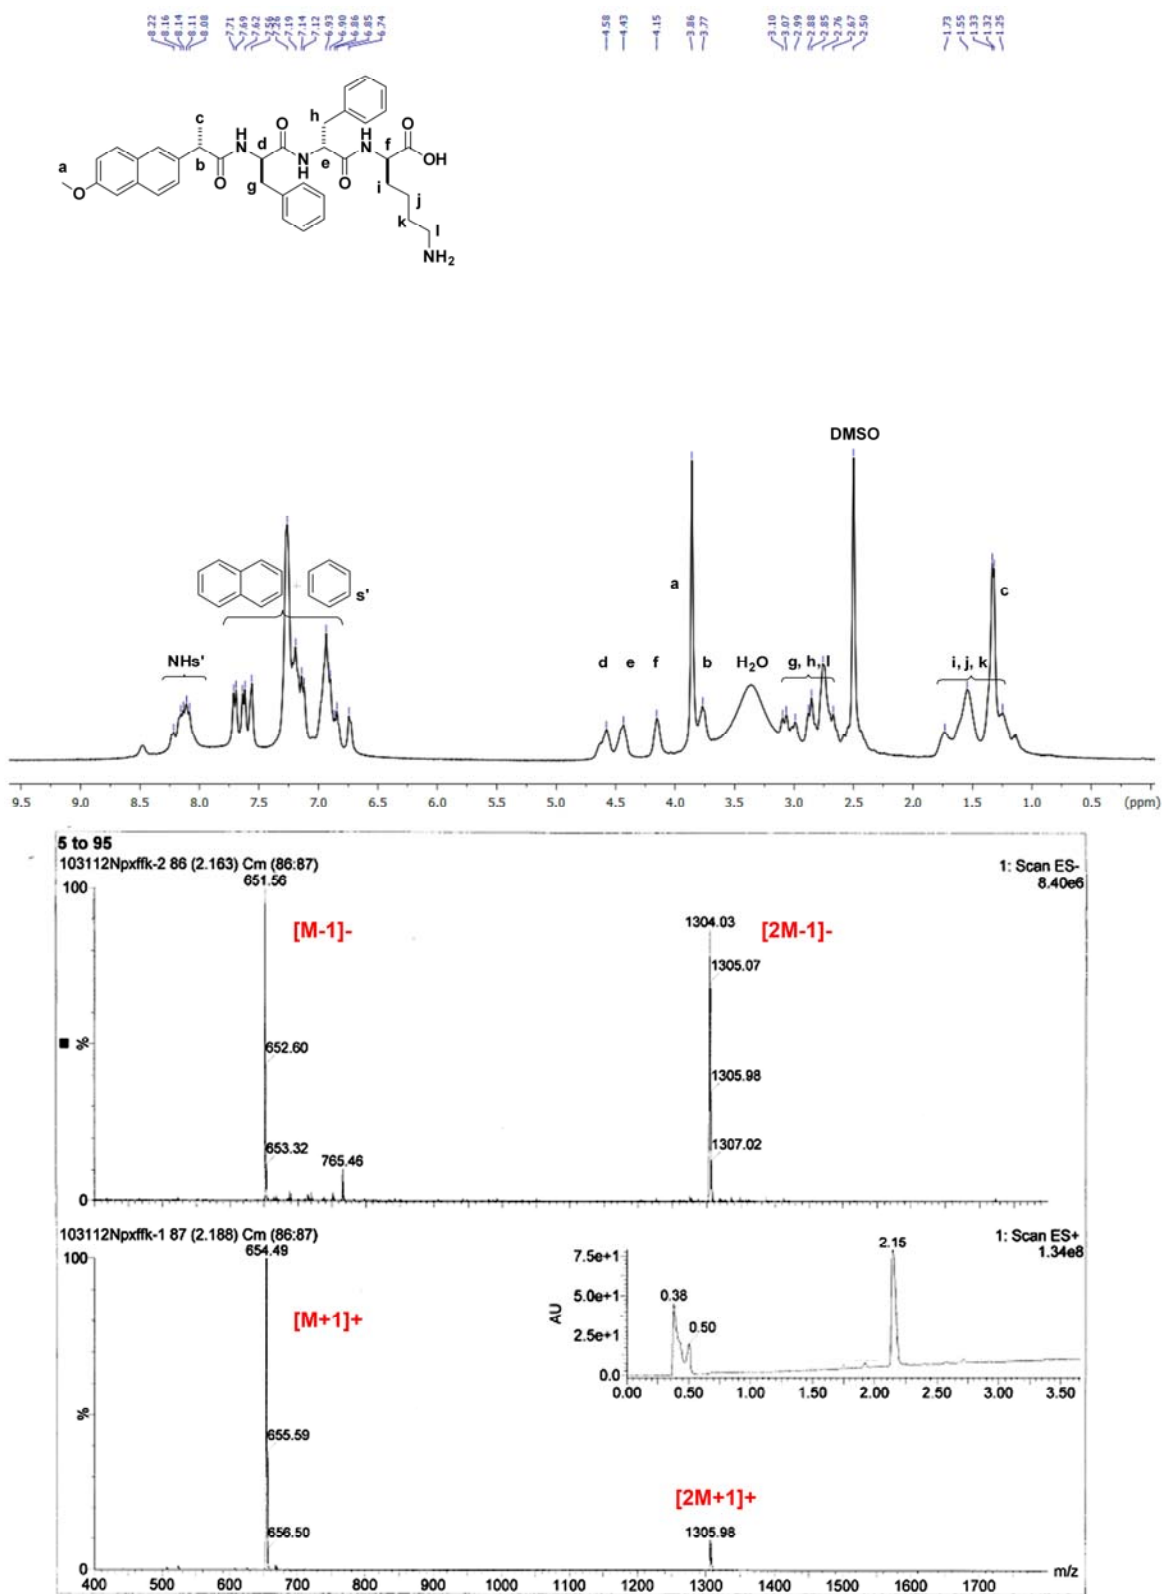 8.22 8.16 8.14 8.11 8.08 7.71 7.69 7.62 7.56 7.26 7.19 7.14 7.12 6.93 6.90 6.86 6.85 6.74 4.58 4.43 4.15 3.86 3.77 3.10 3.07 2.99 2.88 2.85 2.76 2.67 2.50 1.73 1.55 1.33 1.32 1.25
c
h
H
N
d
O
H
N
f
O
OH
a
O
b
O
N
H
e
O
g
i
j
k
l
NH2
DMSO
s'
a
c
NHs'
d e f b H2O g, h, l i, j, k
9.5 9.0 8.5 8.0 7.5 7.0 6.5 6.0 5.5 5.0 4.5 4.0 3.5 3.0 2.5 2.0 1.5 1.0 0.5 (ppm)
5 to 95
103112Npxffk-2 86 (2.163) Cm (86:87)
1: Scan ES-
8.40e6
100
651.56
[M-1]-
1304.03
[2M-1]-
1305.07
%
652.60
1305.98
653.32
765.46
1307.02
0
103112Npxffk-1 87 (2.188) Cm (86:87)
1: Scan ES+
1.34e8
100
654.49
[M+1]+
AU
7.5e+1
5.0e+1
2.5e+1
0.0
0.38
0.50
2.15
0.00 0.50 1.00 1.50 2.00 2.50 3.00 3.50
%
655.59
[2M+1]+
656.50
1305.98
0
m/z
400 500 600 700 800 900 1000 1100 1200 1300 1400 1500 1600 1700